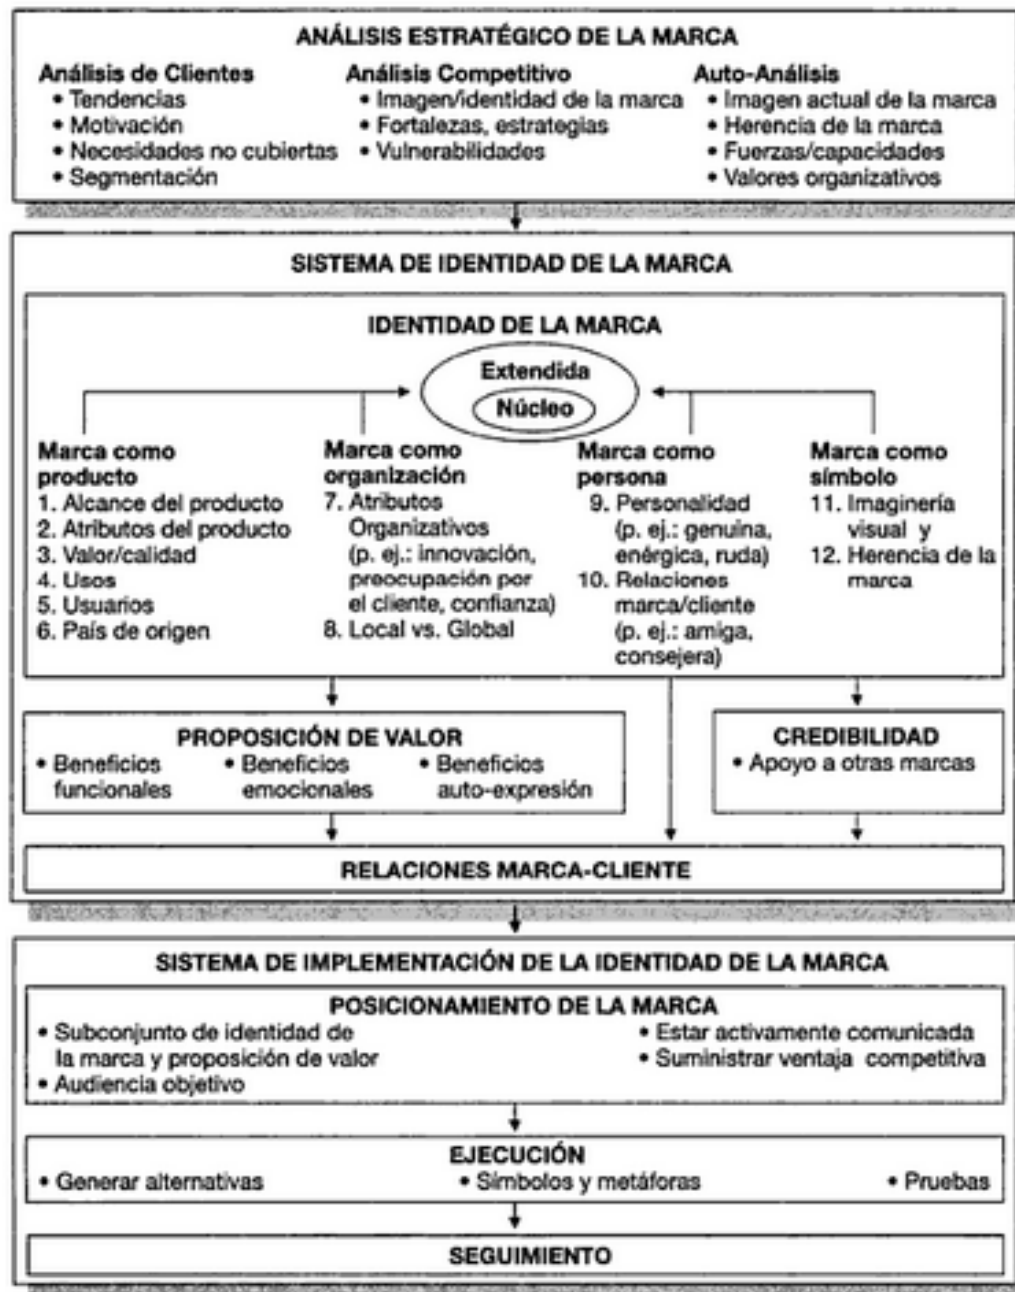 ANÁLISIS ESTRATÉGICO DE LA MARCA
Análisis de Clientes
• Tendencias
• Motivación
• Necesidades no cubiertas
• Segmentación
Análisis Competitivo
• Imagen/identidad de la marca
• Fortalezas, estrategias
• Vulnerabilidades
Auto-Análisis
• Imagen actual de la marca
• Herencia de la marca
• Fuerzas/capacidades
• Valores organizativos
SISTEMA DE IDENTIDAD DE LA MARCA
IDENTIDAD DE LA MARCA
Extendida
Núcleo
Marca como
producto
1. Alcance del producto
2. Atributos del producto
3. Valor/calidad
4. Usos
5. Usuarios
6. País de origen
Marca como
organización
7. Atributos
Organizativos
(p. ej.: innovación,
preocupación por
el cliente, confianza)
8. Local vs. Global
Marca como
persona
9. Personalidad
(p. ej.: genuina,
enérgica, ruda)
10. Relaciones
marca/cliente
(p. ej.: amiga,
consejera)
Marca como
símbolo
11. Imaginería
visual y
12. Herencia de la
marca
PROPOSICIÓN DE VALOR
• Beneficios
funcionales
• Beneficios
emocionales
• Beneficios
auto-expresión
CREDIBILIDAD
• Apoyo a otras marcas
RELACIONES MARCA-CLIENTE
SISTEMA DE IMPLEMENTACIÓN DE LA IDENTIDAD DE LA MARCA
POSICIONAMIENTO DE LA MARCA
• Subconjunto de identidad de
la marca y proposición de valor
• Audiencia objetivo
• Estar activamente comunicada
• Suministrar ventaja competitiva
EJECUCIÓN
• Generar alternativas
• Símbolos y metáforas
• Pruebas
SEGUIMIENTO